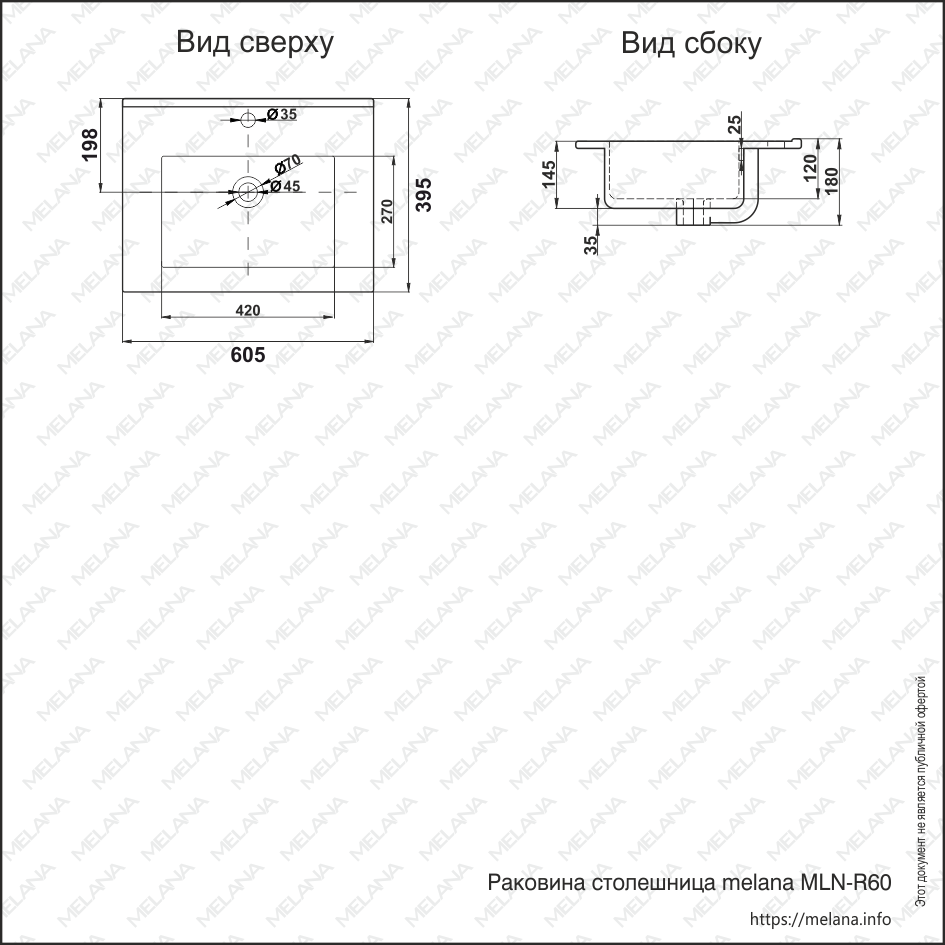 Вид сверху
Вид сбоку
198
Ø35
Ø70
Ø45
270
395
420
605
145
35
25
120
180
Этот документ не является публичной офертой
Раковина столешница melana MLN-R60
https://melana.info
MELANA